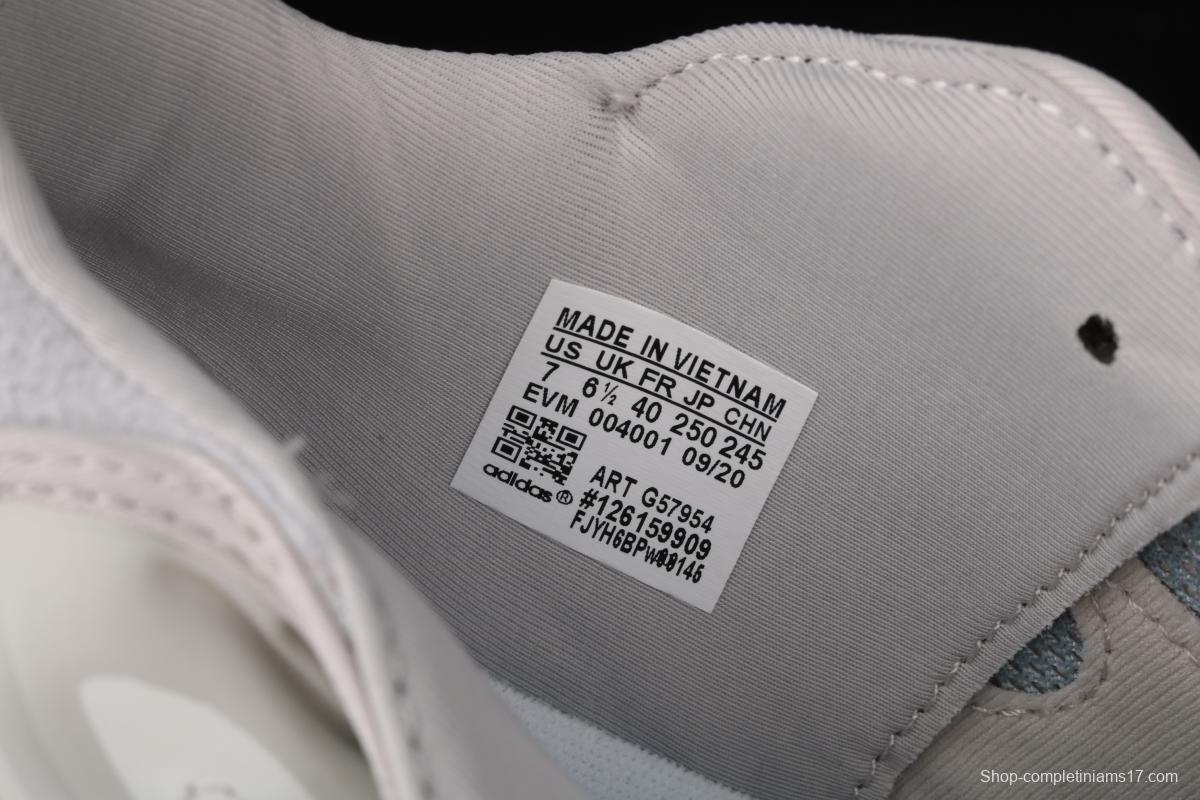 MADE IN VIETNAM
US UK FR JP CHN
7 6½ 40 250 245
EVM 004001 09/20
adidas®
ART G57954
#126159909
Shop-completiniams17.com